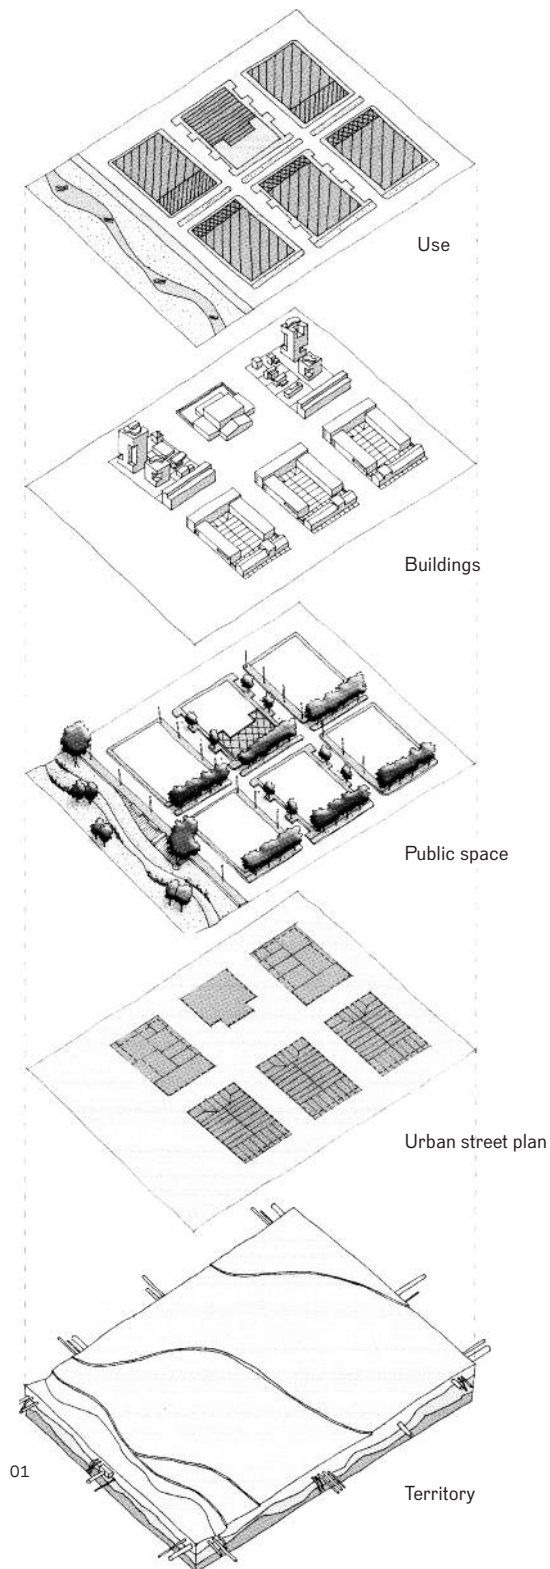 Use
Buildings
Public space
Urban street plan
01
Territory